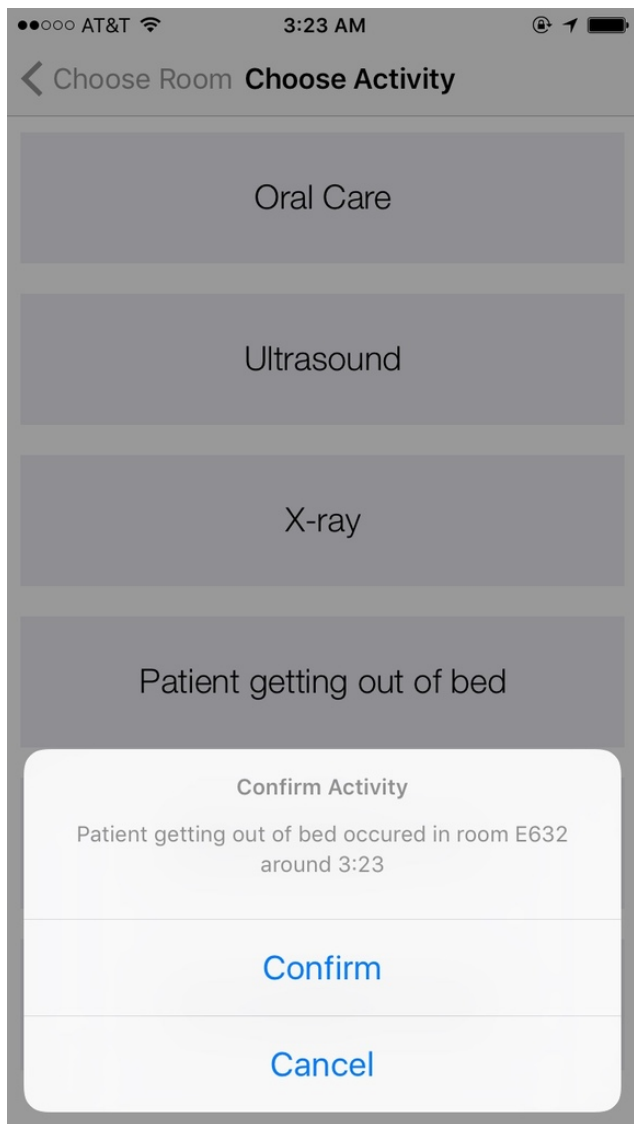 AT&T 3:23 AM
Choose Room Choose Activity
Oral Care
Ultrasound
X-ray
Patient getting out of bed
Confirm Activity
Patient getting out of bed occured in room E632
around 3:23
Confirm
Cancel